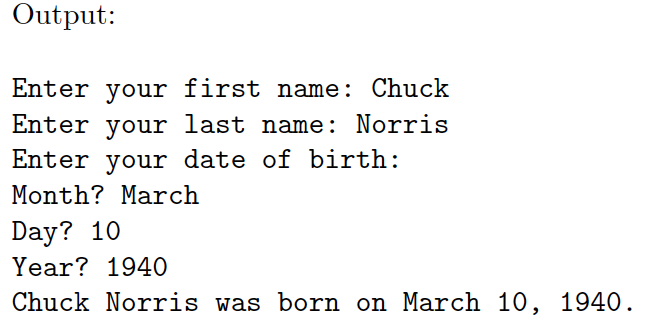 Output:
Enter your first name: Chuck
Enter your last name: Norris
Enter your date of birth:
Month? March
Day? 10
Year? 1940
Chuck Norris was born on March 10, 1940.